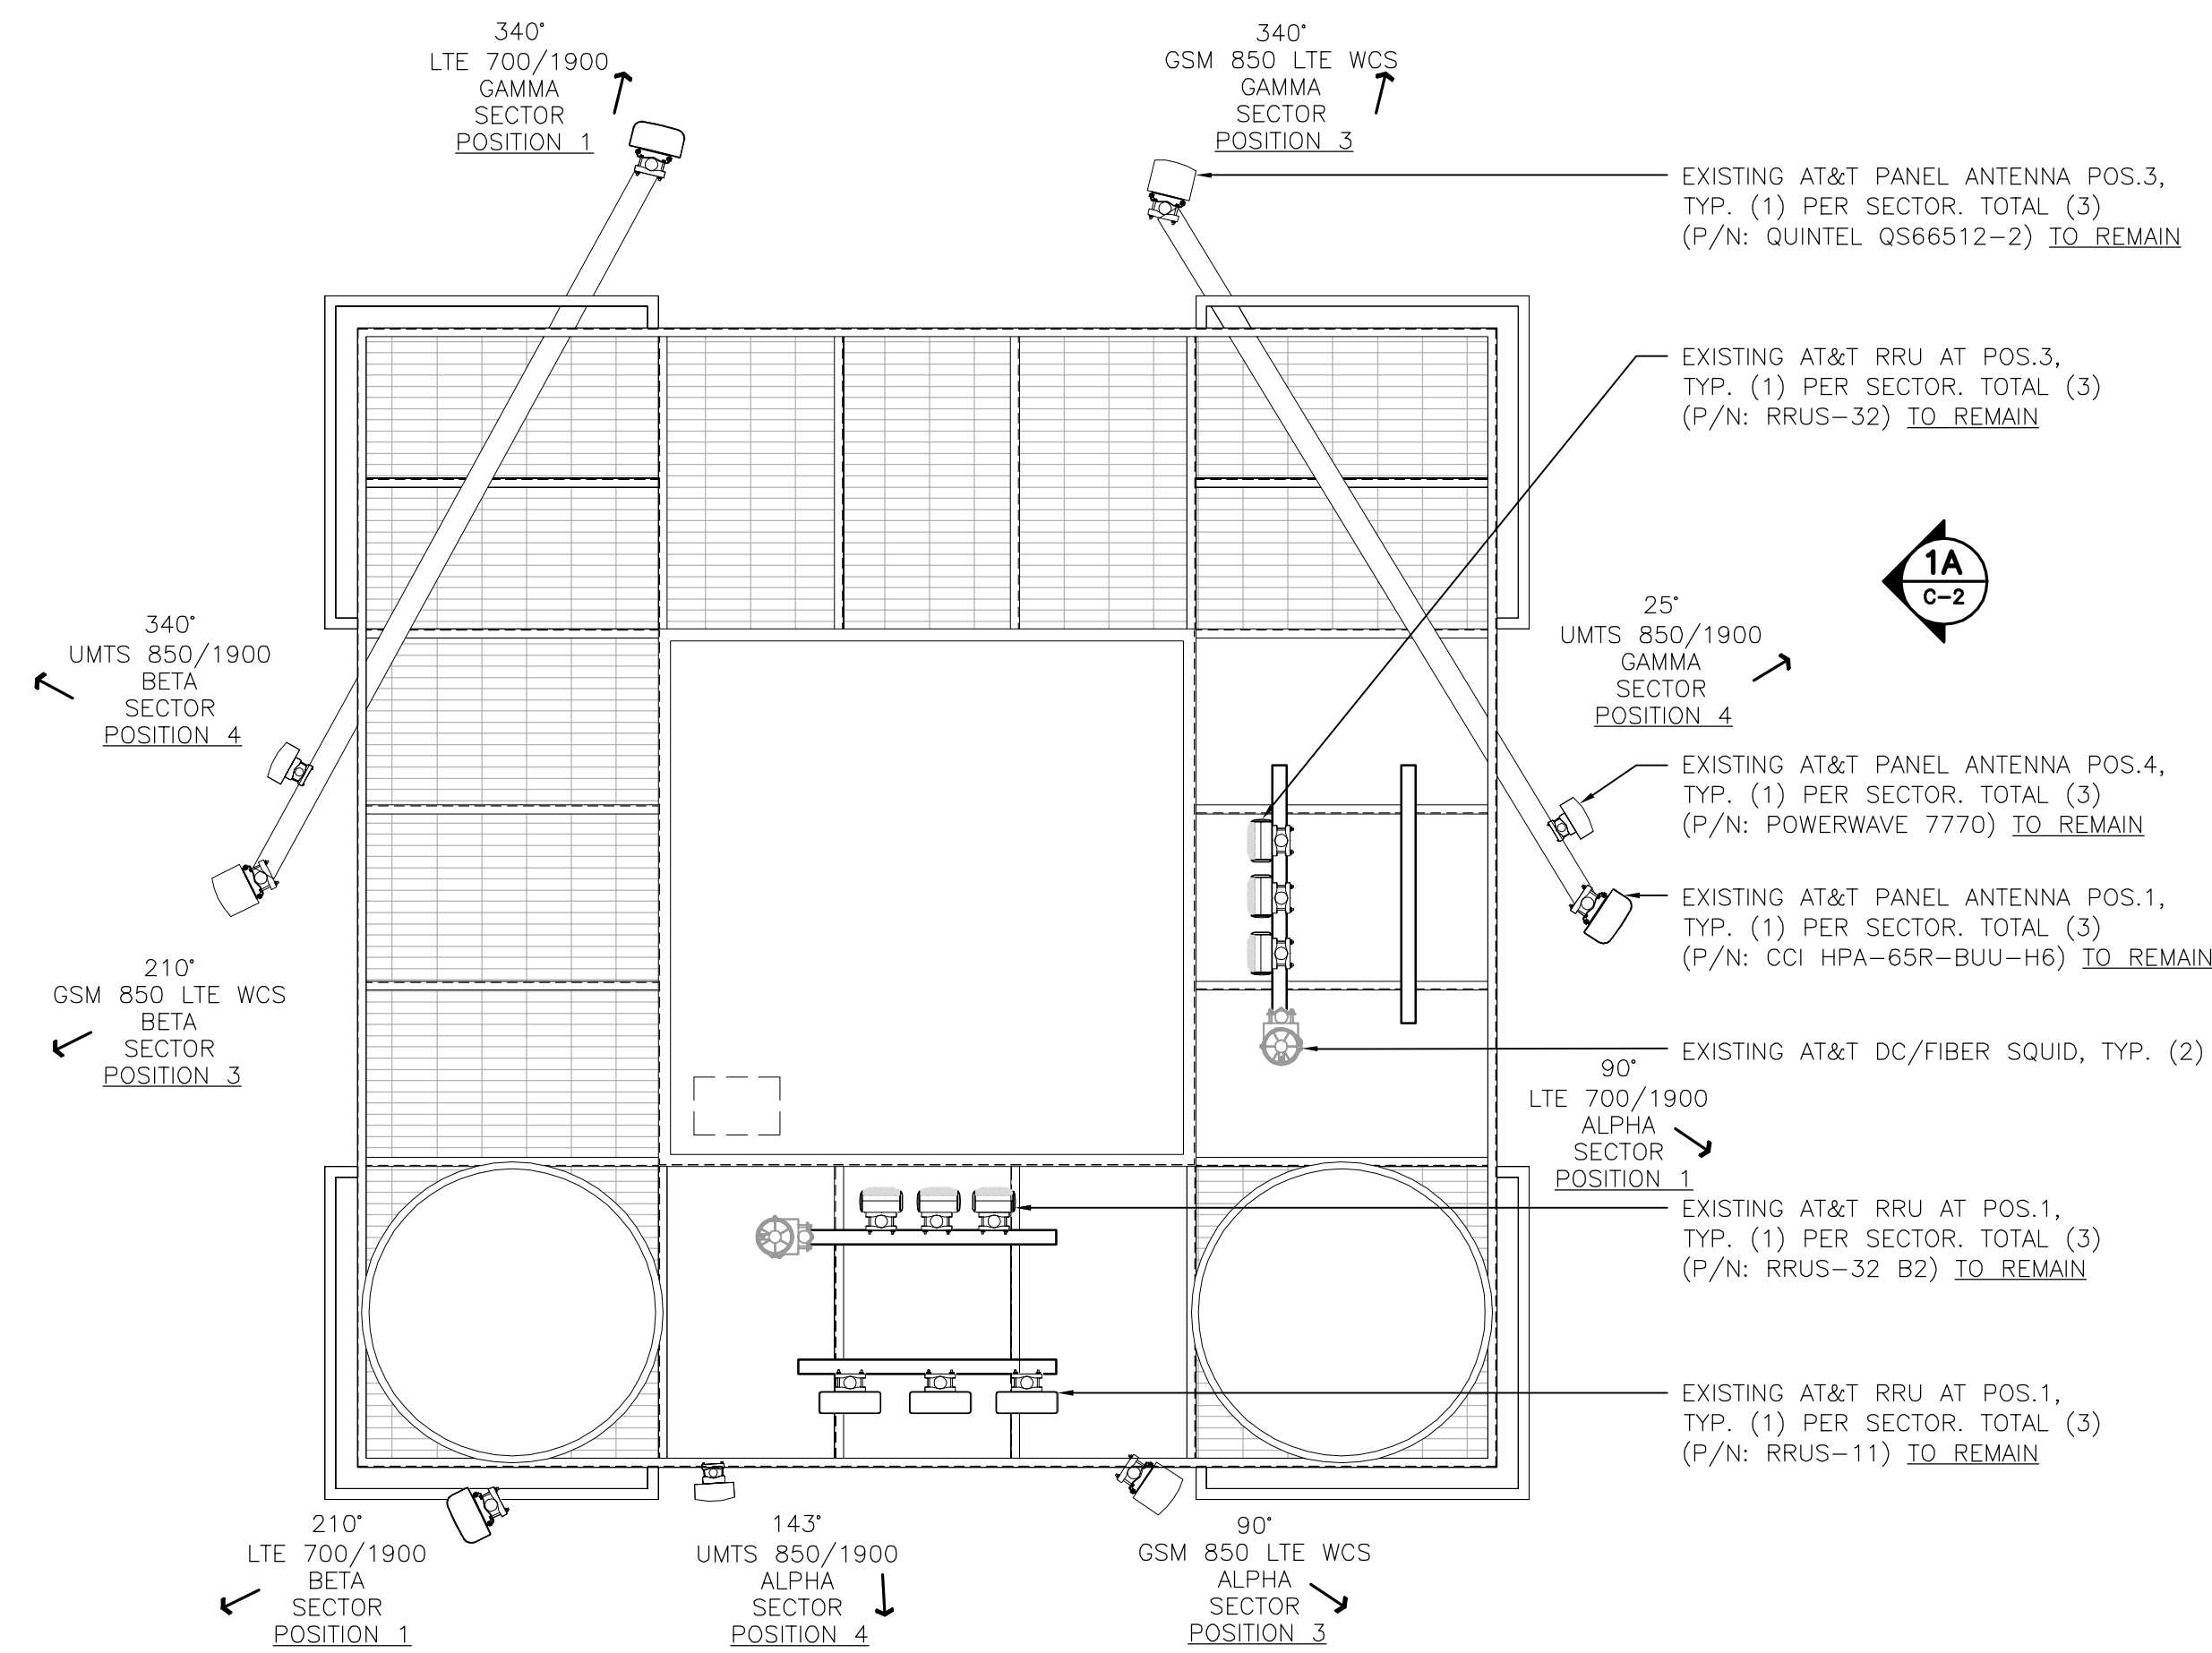 340°
LTE 700/1900
GAMMA
SECTOR
POSITION 1
340°
GSM 850 LTE WCS
GAMMA
SECTOR
POSITION 3
EXISTING AT&T PANEL ANTENNA POS.3,
TYP. (1) PER SECTOR. TOTAL (3)
(P/N: QUINTEL QS66512-2) TO REMAIN
EXISTING AT&T RRU AT POS.3,
TYP. (1) PER SECTOR. TOTAL (3)
(P/N: RRUS-32) TO REMAIN
1A
C-2
340°
UMTS 850/1900
BETA
SECTOR
POSITION 4
25°
UMTS 850/1900
GAMMA
SECTOR
POSITION 4
EXISTING AT&T PANEL ANTENNA POS.4,
TYP. (1) PER SECTOR. TOTAL (3)
(P/N: POWERWAVE 7770) TO REMAIN
EXISTING AT&T PANEL ANTENNA POS.1,
TYP. (1) PER SECTOR. TOTAL (3)
(P/N: CCI HPA-65R-BUU-H6) TO REMAIN
210°
GSM 850 LTE WCS
BETA
SECTOR
POSITION 3
EXISTING AT&T DC/FIBER SQUID, TYP. (2)
90°
LTE 700/1900
ALPHA
SECTOR
POSITION 1
EXISTING AT&T RRU AT POS.1,
TYP. (1) PER SECTOR. TOTAL (3)
(P/N: RRUS-32 B2) TO REMAIN
EXISTING AT&T RRU AT POS.1,
TYP. (1) PER SECTOR. TOTAL (3)
(P/N: RRUS-11) TO REMAIN
210°
LTE 700/1900
BETA
SECTOR
POSITION 1
143°
UMTS 850/1900
ALPHA
SECTOR
POSITION 4
90°
GSM 850 LTE WCS
ALPHA
SECTOR
POSITION 3